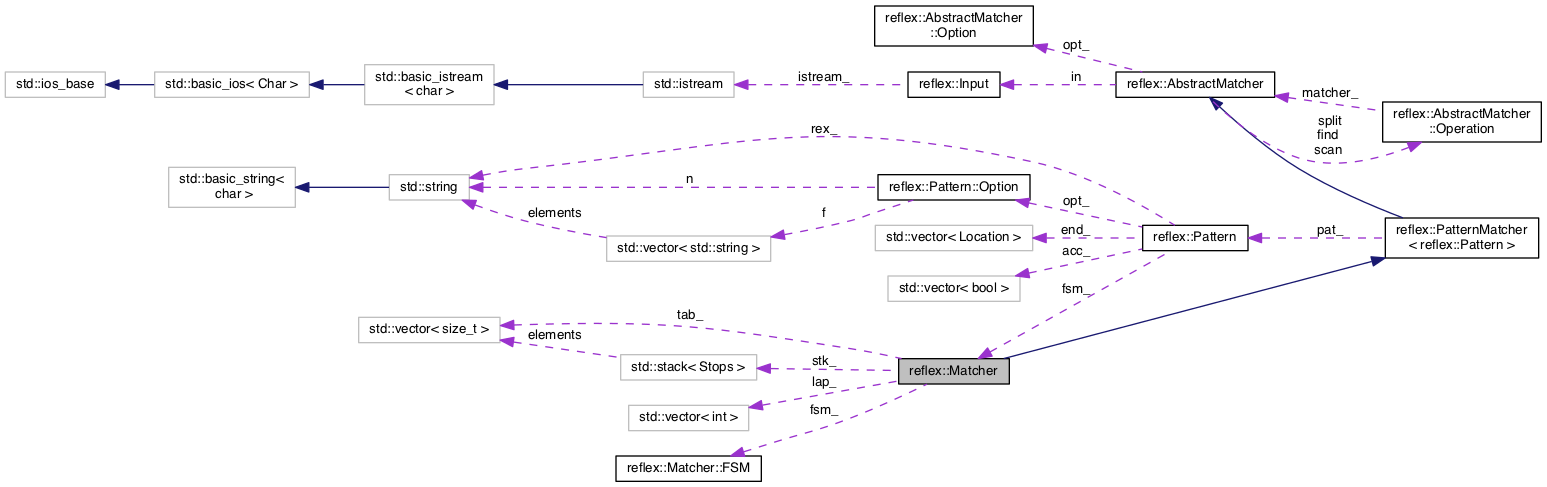 reflex::AbstractMatcher
::Option
opt_
std::ios_base
std::basic_ios< Char >
std::basic_istream
< char >
std::istream
istream_
reflex::Input
in
reflex::AbstractMatcher
matcher_
reflex::AbstractMatcher
::Operation
split
find
scan
rex_
std::basic_string<
char >
std::string
n
reflex::Pattern::Option
opt_
elements
f
std::vector< std::string >
std::vector< Location >
end_
reflex::Pattern
pat_
reflex::PatternMatcher
< reflex::Pattern >
acc_
std::vector< bool >
fsm_
tab_
std::vector< size_t >
elements
std::stack< Stops >
stk_
reflex::Matcher
lap_
std::vector< int >
fsm_
reflex::Matcher::FSM